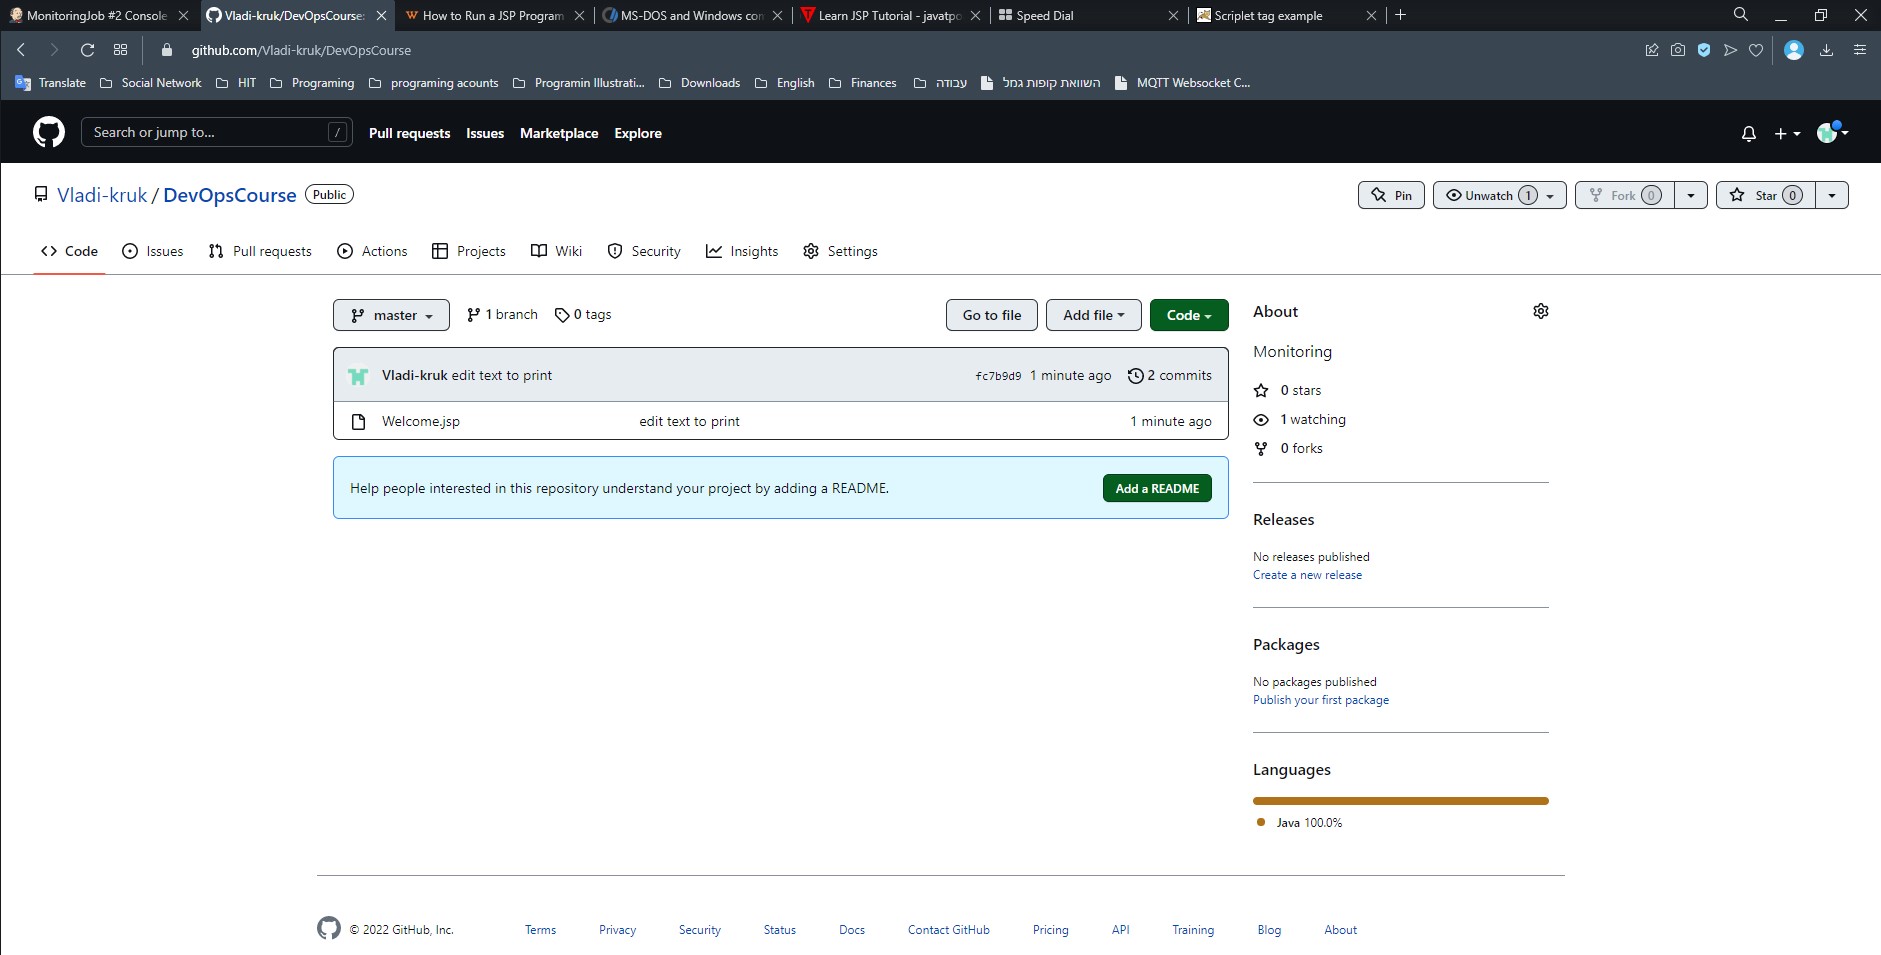 MonitoringJob #2 Console
Vladi-kruk/DevOpsCourse:
How to Run a JSP Program
MS-DOS and Windows con
Learn JSP Tutorial - javatpo
Speed Dial
Scriplet tag example
github.com/Vladi-kruk/DevOpsCourse
Translate Social Network HIT Programing programing acounts Programin Illustrati... Downloads English Finances עבודה השוואת קופות גמל MQTT Websocket C...
Search or jump to... / Pull requests Issues Marketplace Explore
Vladi-kruk / DevOpsCourse Public
Pin Unwatch 1 Fork 0 Star 0
Code Issues Pull requests Actions Projects Wiki Security Insights Settings
master 1 branch 0 tags Go to file Add file Code
Vladi-kruk edit text to print fc7b9d9 1 minute ago 2 commits
Welcome.jsp edit text to print 1 minute ago
Help people interested in this repository understand your project by adding a README. Add a README
About
Monitoring
0 stars
1 watching
0 forks
Releases
No releases published
Create a new release
Packages
No packages published
Publish your first package
Languages
Java 100.0%
© 2022 GitHub, Inc. Terms Privacy Security Status Docs Contact GitHub Pricing API Training Blog About